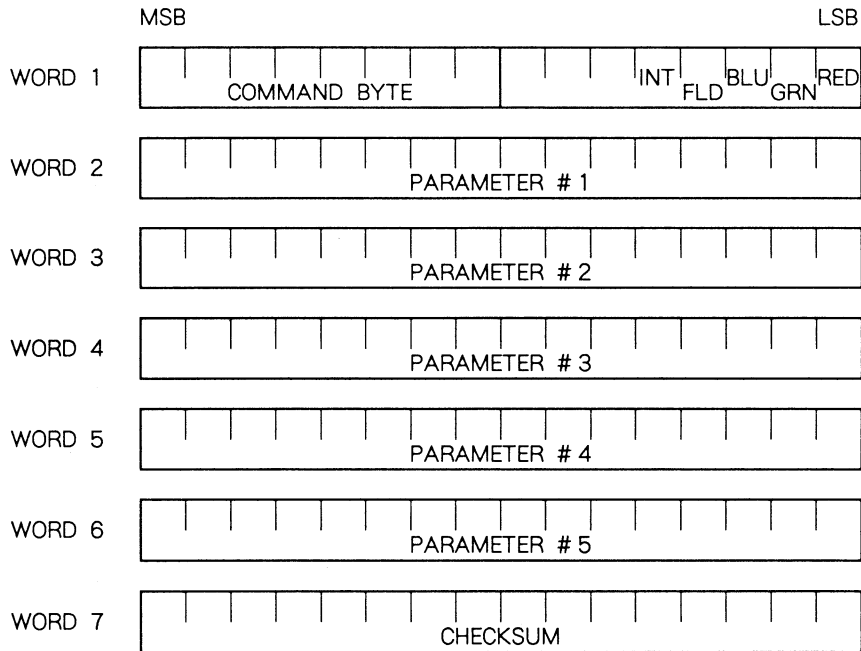 MSB LSB
WORD 1 COMMAND BYTE INT FLD BLU GRN RED
WORD 2 PARAMETER #1
WORD 3 PARAMETER #2
WORD 4 PARAMETER #3
WORD 5 PARAMETER #4
WORD 6 PARAMETER #5
WORD 7 CHECKSUM